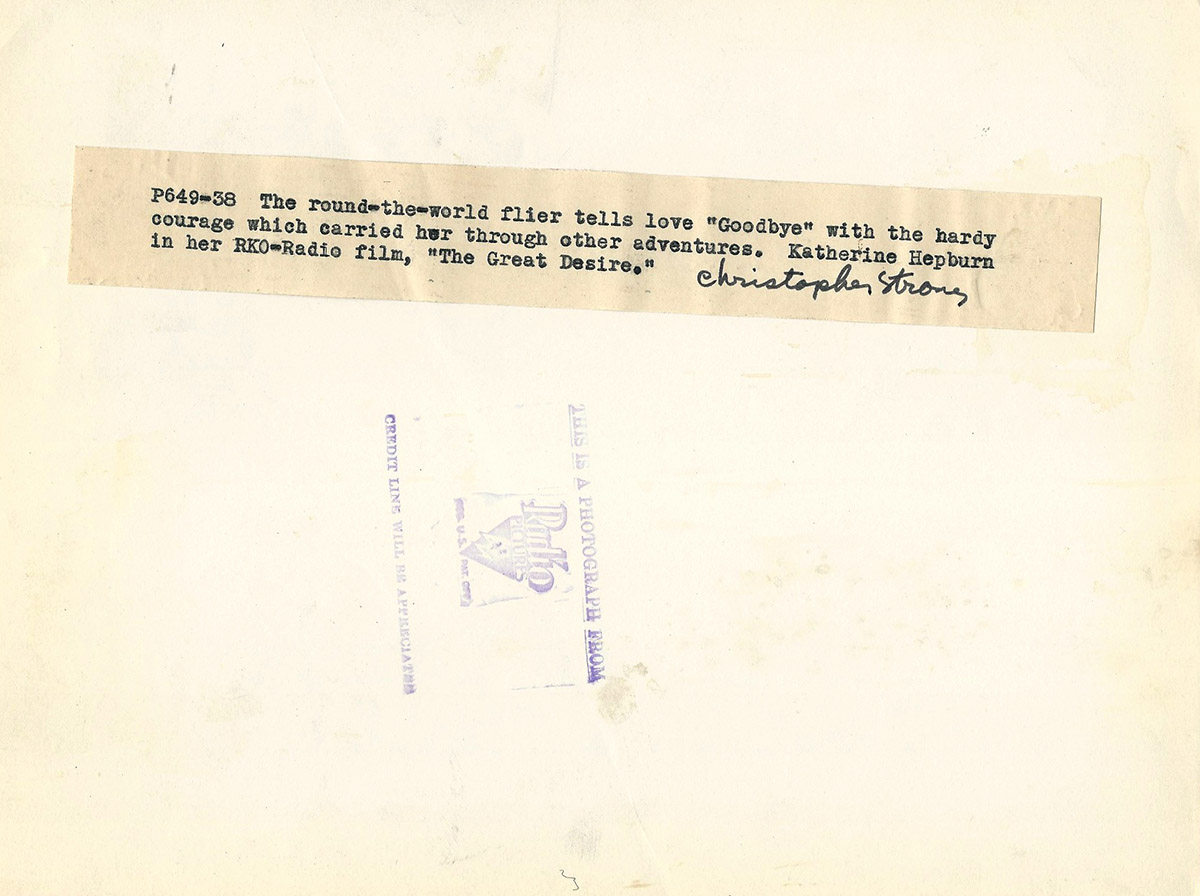 P649-38 The round-the-world flier tells love "Goodbye" with the hardy
courage which carried her through other adventures. Katherine Hepburn
in her RKO-Radio film, "The Great Desire."
Christopher Strong
THIS IS A PHOTOGRAPH FROM
Radio
PICTURES
REG. U.S. PAT. OFF.
CREDIT LINE WILL BE APPRECIATED